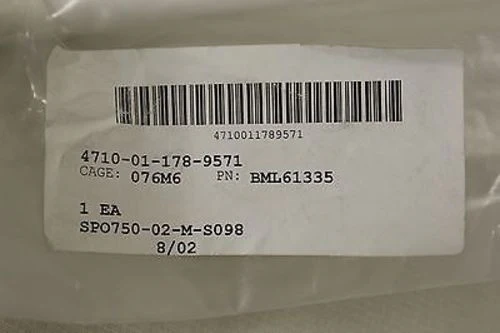 4710011789571
4710-01-178-9571
CAGE: 076M6 PN: BML61335
1 EA
SPO750-02-M-S098
8/02